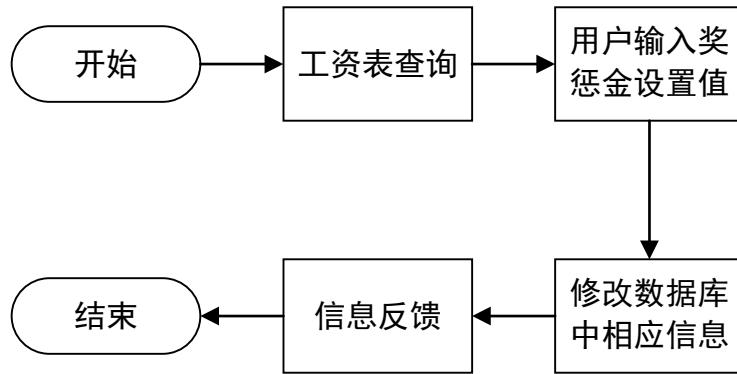 开始
工资表查询
用户输入奖
惩金设置值
修改数据库
中相应信息
信息反馈
结束